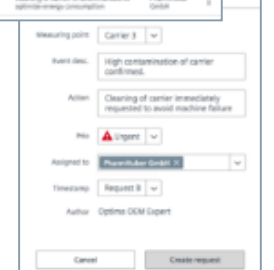 optimize energy consumption GmbH
Measuring point Carrier 3
Event desc. High contamination of carrier
confirmed.
Action Cleaning of carrier immediately
requested to avoid machine failure
Prio Urgent
Assigned to GmbH ×
Timestamp Request B
Author Optima OEM Expert
Cancel Create request